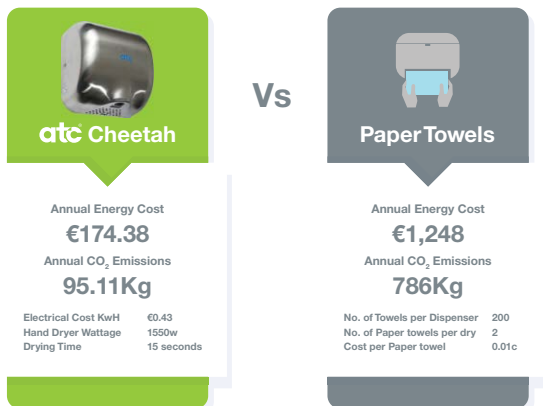 atc Cheetah
Annual Energy Cost
€174.38
Annual CO₂ Emissions
95.11Kg
Electrical Cost KwH €0.43
Hand Dryer Wattage 1550w
Drying Time 15 seconds
Vs
Paper Towels
Annual Energy Cost
€1,248
Annual CO₂ Emissions
786Kg
No. of Towels per Dispenser 200
No. of Paper towels per dry 2
Cost per Paper towel 0.01c